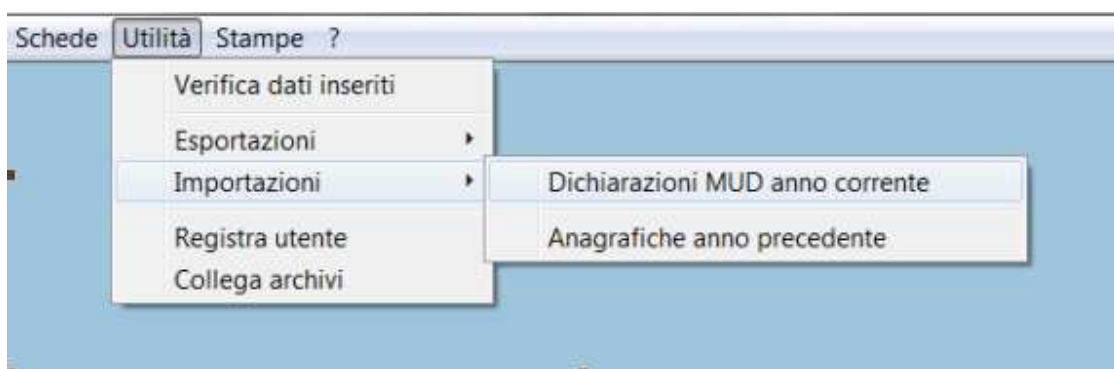 Schede Utilità Stampe ?
Verifica dati inseriti
Esportazioni
Importazioni
Dichiarazioni MUD anno corrente
Anagrafiche anno precedente
Registra utente
Collega archivi